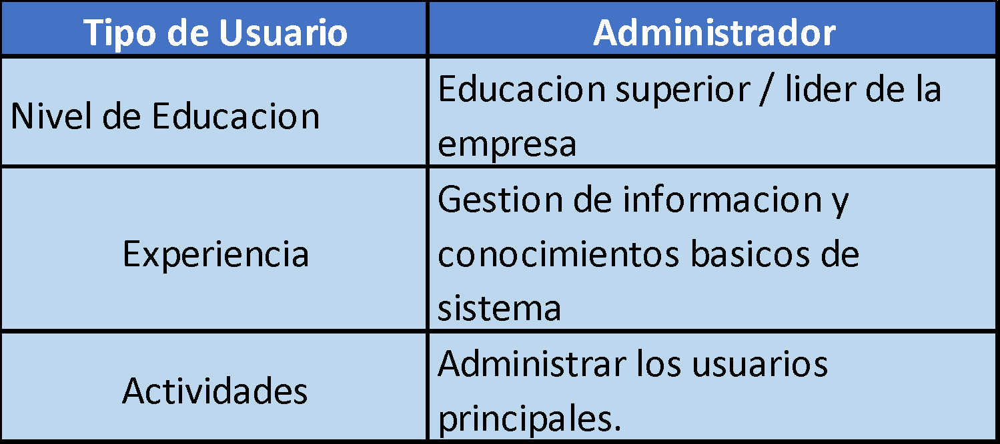 Tipo de Usuario
Administrador
Nivel de Educacion
Educacion superior / lider de la
empresa
Experiencia
Gestion de informacion y
conocimientos basicos de
sistema
Actividades
Administrar los usuarios
principales.